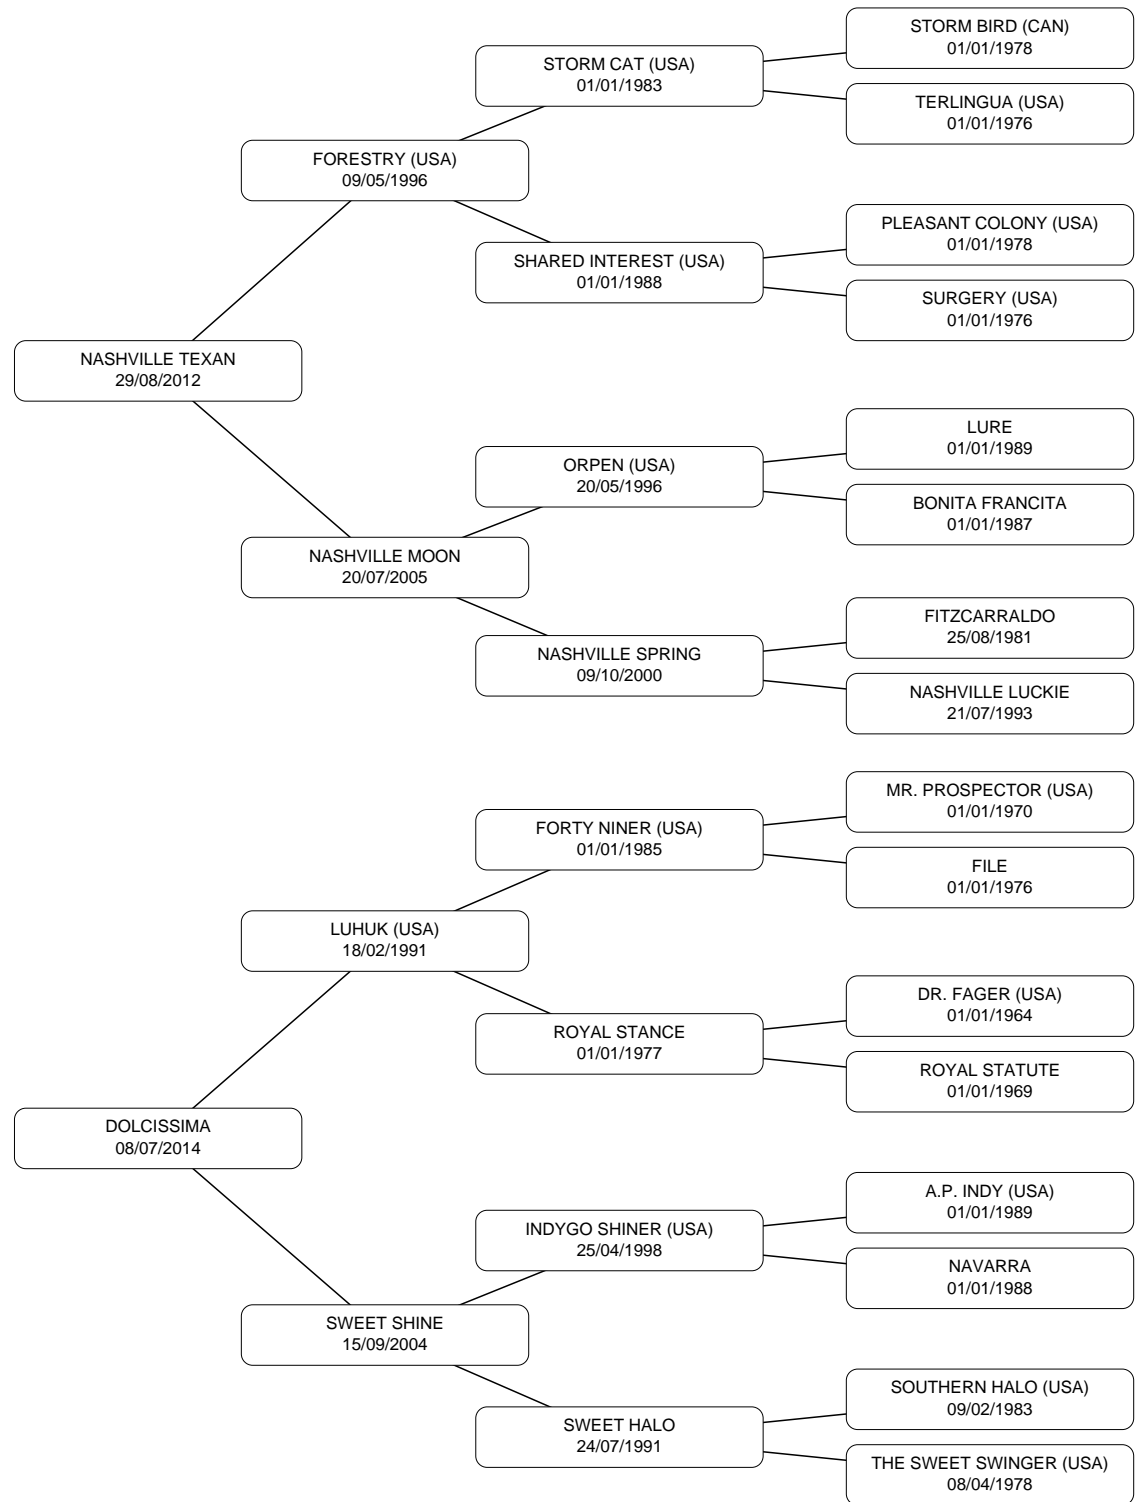 STORM BIRD (CAN)
01/01/1978
STORM CAT (USA)
01/01/1983
TERLINGUA (USA)
01/01/1976
FORESTRY (USA)
09/05/1996
PLEASANT COLONY (USA)
01/01/1978
SHARED INTEREST (USA)
01/01/1988
SURGERY (USA)
01/01/1976
NASHVILLE TEXAN
29/08/2012
LURE
01/01/1989
ORPEN (USA)
20/05/1996
BONITA FRANCITA
01/01/1987
NASHVILLE MOON
20/07/2005
FITZCARRALDO
25/08/1981
NASHVILLE SPRING
09/10/2000
NASHVILLE LUCKIE
21/07/1993
MR. PROSPECTOR (USA)
01/01/1970
FORTY NINER (USA)
01/01/1985
FILE
01/01/1976
LUHUK (USA)
18/02/1991
DR. FAGER (USA)
01/01/1964
ROYAL STANCE
01/01/1977
ROYAL STATUTE
01/01/1969
DOLCISSIMA
08/07/2014
A.P. INDY (USA)
01/01/1989
INDYGO SHINER (USA)
25/04/1998
NAVARRA
01/01/1988
SWEET SHINE
15/09/2004
SOUTHERN HALO (USA)
09/02/1983
SWEET HALO
24/07/1991
THE SWEET SWINGER (USA)
08/04/1978